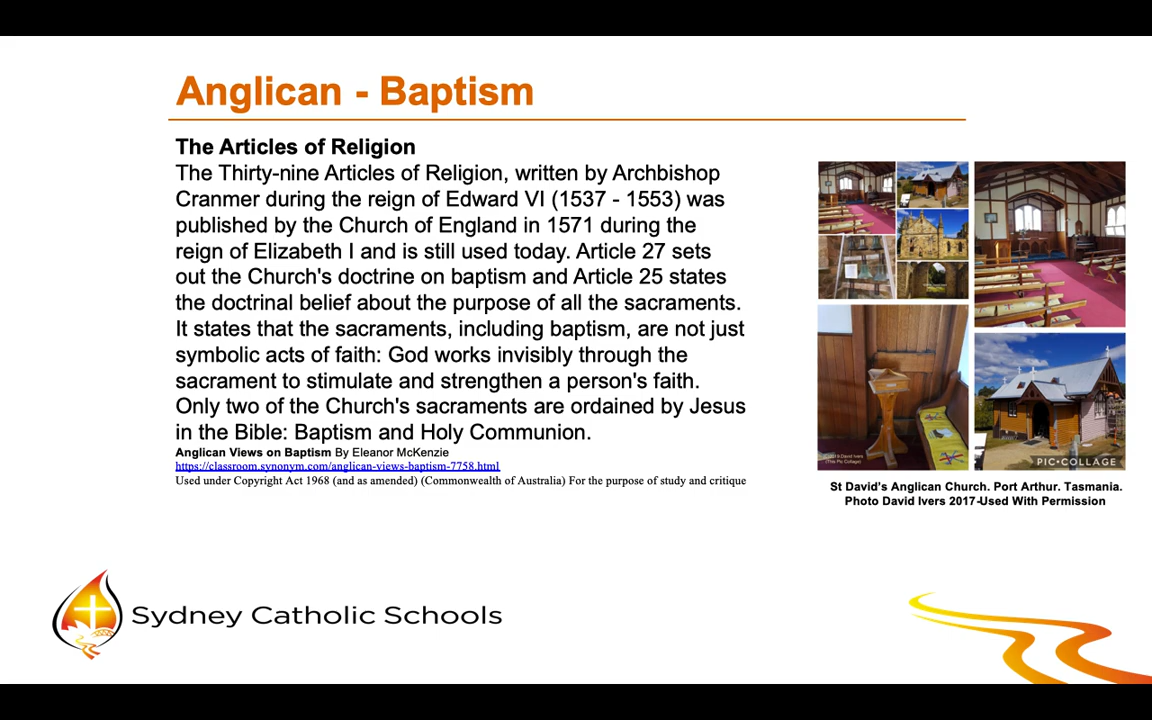 Anglican - Baptism
The Articles of Religion
The Thirty-nine Articles of Religion, written by Archbishop
Cranmer during the reign of Edward VI (1537 - 1553) was
published by the Church of England in 1571 during the
reign of Elizabeth I and is still used today. Article 27 sets
out the Church's doctrine on baptism and Article 25 states
the doctrinal belief about the purpose of all the sacraments.
It states that the sacraments, including baptism, are not just
symbolic acts of faith: God works invisibly through the
sacrament to stimulate and strengthen a person's faith.
Only two of the Church's sacraments are ordained by Jesus
in the Bible: Baptism and Holy Communion.
Anglican Views on Baptism By Eleanor McKenzie
https://classroom.synonym.com/anglican-views-baptism-7758.html
Used under Copyright Act 1968 (and as amended) (Commonwealth of Australia) For the purpose of study and critique
David Ivers
(This Pic Collage)
PIC•COLLAGE
St David's Anglican Church. Port Arthur. Tasmania.
Photo David Ivers 2017-Used With Permission
Sydney Catholic Schools